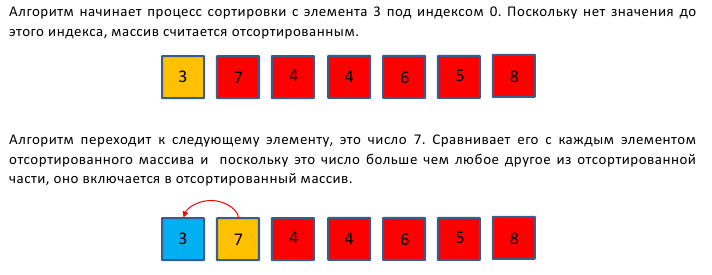 Алгоритм начинает процесс сортировки с элемента 3 под индексом 0. Поскольку нет значения до
этого индекса, массив считается отсортированным.
3 7 4 4 6 5 8
Алгоритм переходит к следующему элементу, это число 7. Сравнивает его с каждым элементом
отсортированного массива и поскольку это число больше чем любое другое из отсортированной
части, оно включается в отсортированный массив.
3 7 4 4 6 5 8